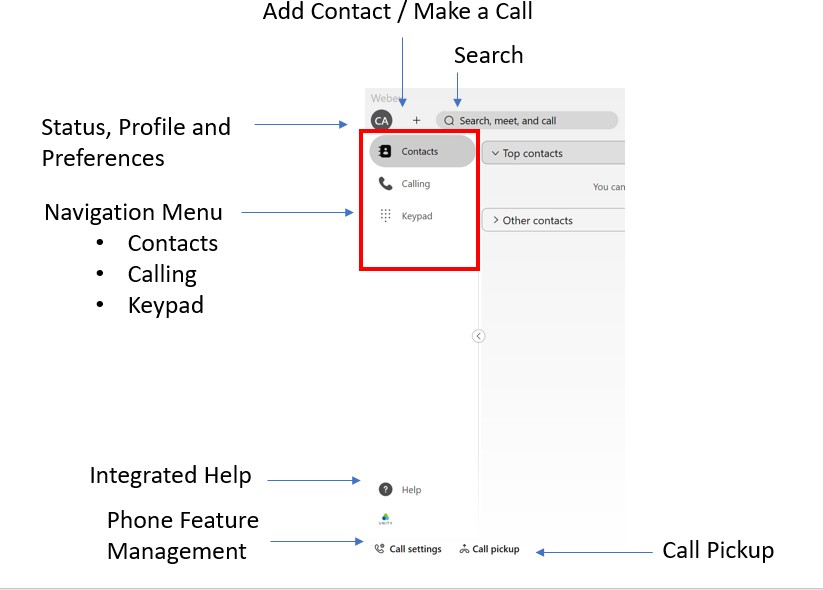 Add Contact / Make a Call
Search
Webex
CA
+
Search, meet, and call
Status, Profile and
Preferences
Contacts
Top contacts
Calling
You can
Navigation Menu
Keypad
Other contacts
• Contacts
• Calling
• Keypad
Integrated Help
? Help
UNITY
Phone Feature
Management
Call settings
Call pickup
Call Pickup